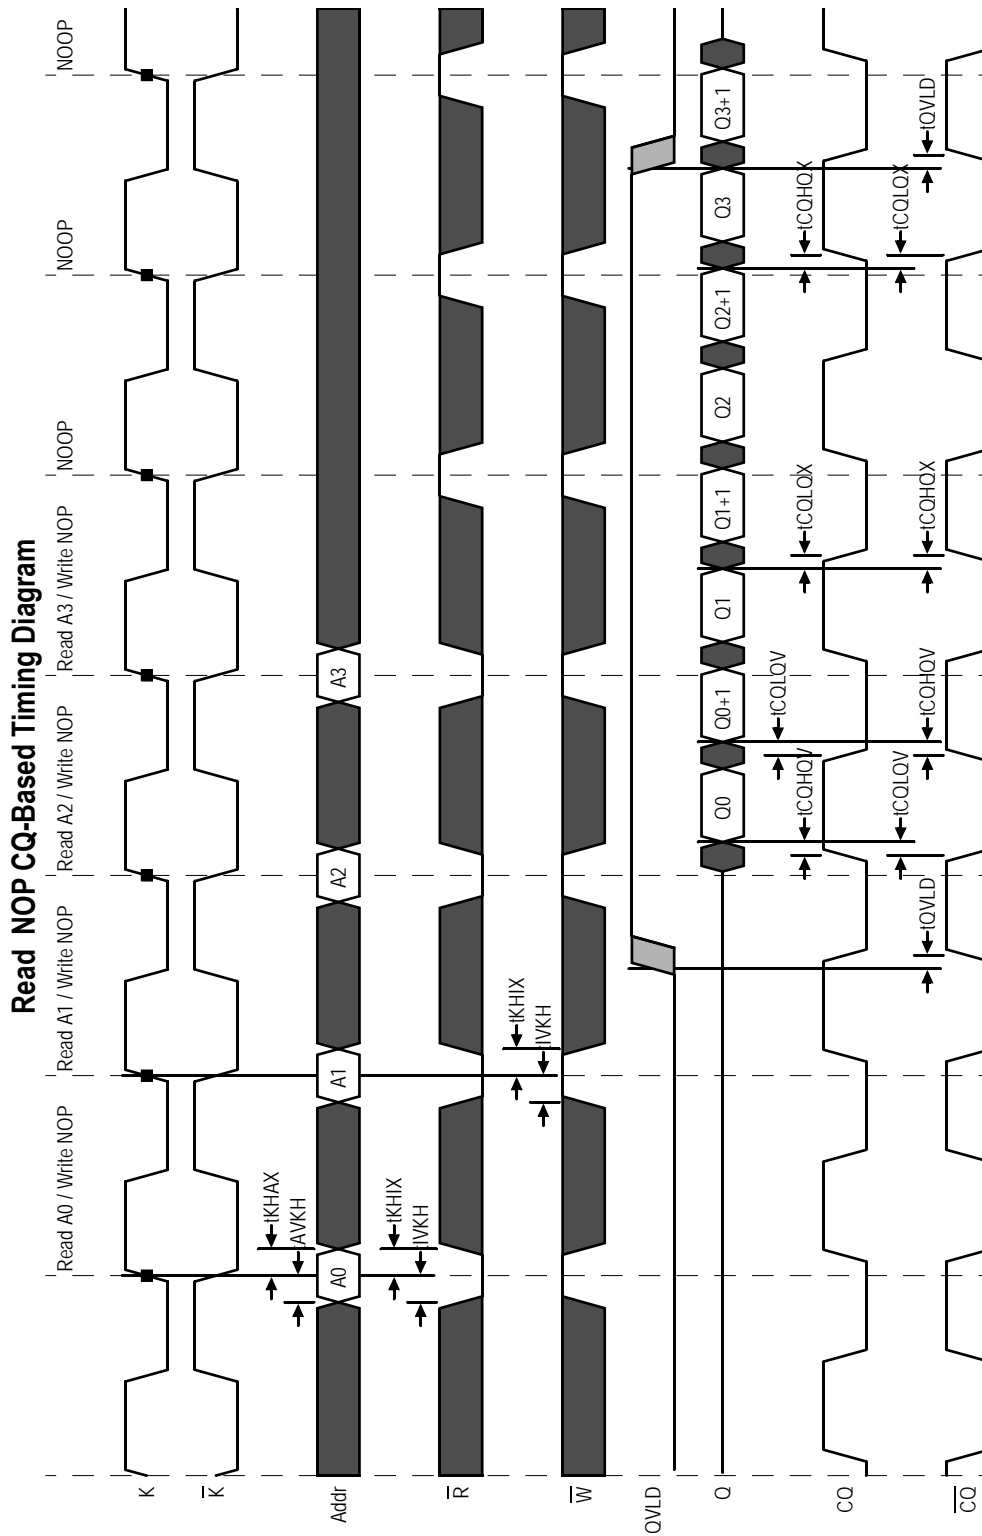 Read NOP CQ-Based Timing Diagram
Read A0 / Write NOP
Read A1 / Write NOP
Read A2 / Write NOP
Read A3 / Write NOP
NOOP
NOOP
NOOP
K
K
tKHAX
tAVKH
Addr
A0
A1
A2
A3
tKHIX
tIVKH
R
tKHIX
tIVKH
W
QVLD
Q
Q0
Q0+1
Q1
Q1+1
Q2
Q2+1
Q3
Q3+1
tCQLQV
tCQHQV
tCQLQX
tCQHQX
CQ
tCQLQV
tCQLQX
tQVLD
tCQHQV
tCQHQX
tQVLD
CQ